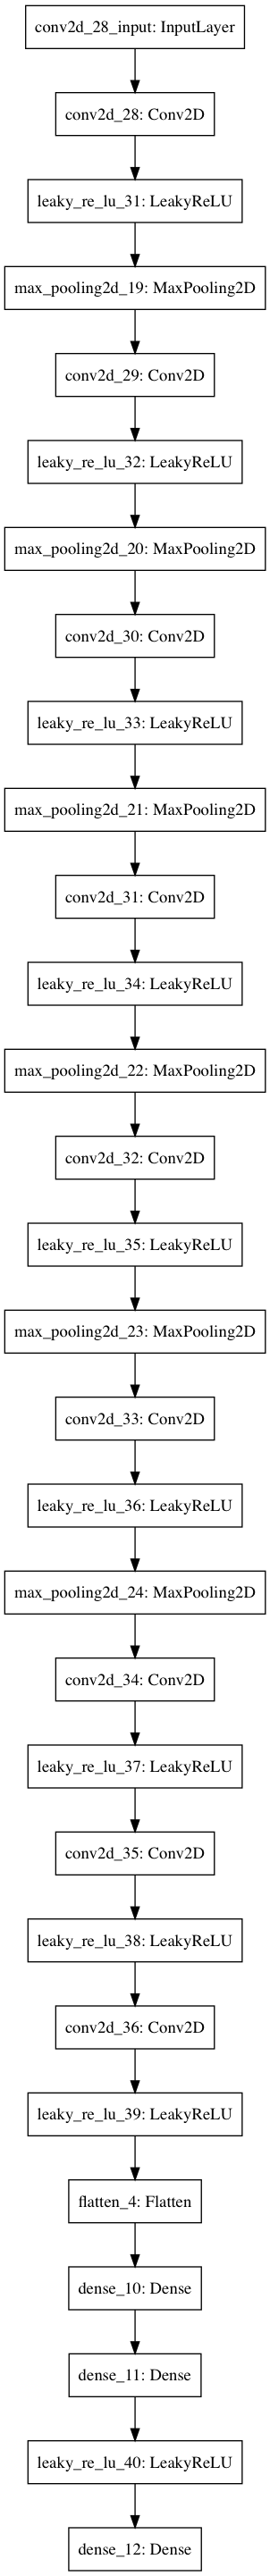 conv2d_28_input: InputLayer
conv2d_28: Conv2D
leaky_re_lu_31: LeakyReLU
max_pooling2d_19: MaxPooling2D
conv2d_29: Conv2D
leaky_re_lu_32: LeakyReLU
max_pooling2d_20: MaxPooling2D
conv2d_30: Conv2D
leaky_re_lu_33: LeakyReLU
max_pooling2d_21: MaxPooling2D
conv2d_31: Conv2D
leaky_re_lu_34: LeakyReLU
max_pooling2d_22: MaxPooling2D
conv2d_32: Conv2D
leaky_re_lu_35: LeakyReLU
max_pooling2d_23: MaxPooling2D
conv2d_33: Conv2D
leaky_re_lu_36: LeakyReLU
max_pooling2d_24: MaxPooling2D
conv2d_34: Conv2D
leaky_re_lu_37: LeakyReLU
conv2d_35: Conv2D
leaky_re_lu_38: LeakyReLU
conv2d_36: Conv2D
leaky_re_lu_39: LeakyReLU
flatten_4: Flatten
dense_10: Dense
dense_11: Dense
leaky_re_lu_40: LeakyReLU
dense_12: Dense